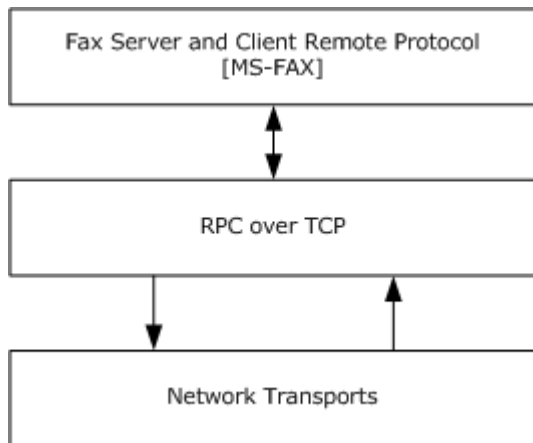 Fax Server and Client Remote Protocol
[MS-FAX]
RPC over TCP
Network Transports